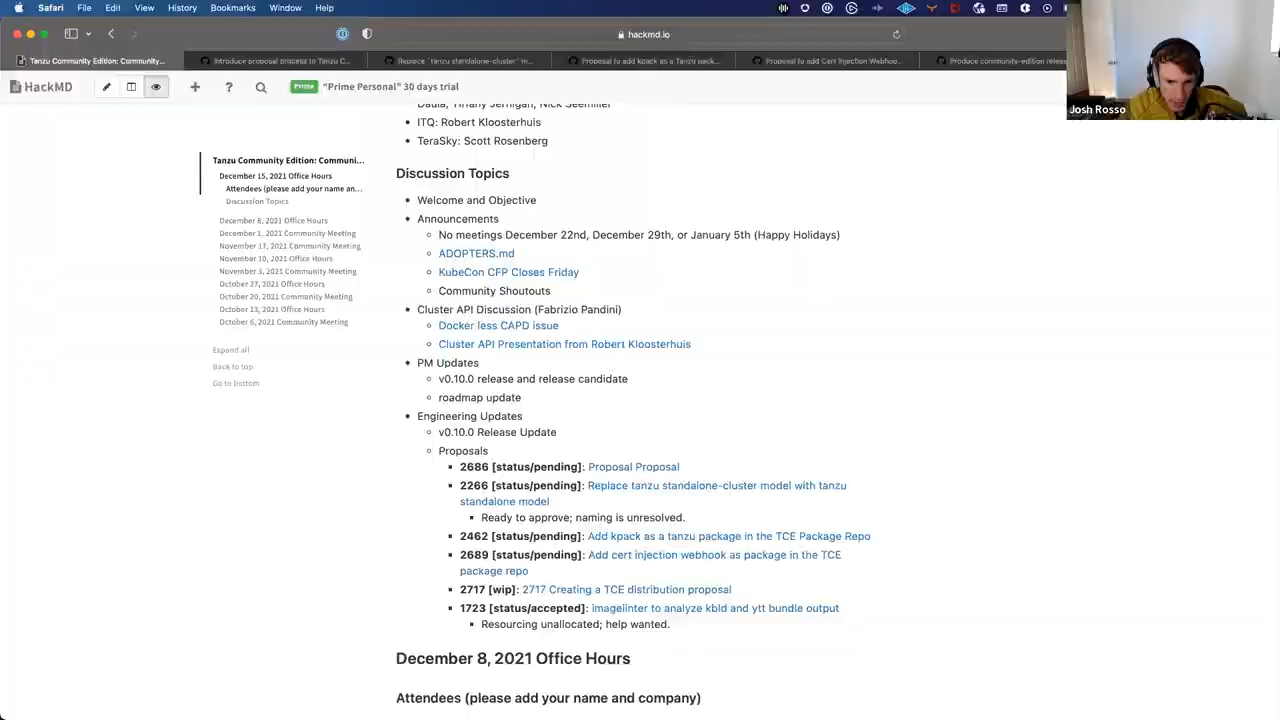 Safari File Edit View History Bookmarks Window Help
hackmd.io
Tanzu Community Edition: Community...
Introduce proposal process to Tanzu C...
Replace `tanzu standalone-cluster` m...
Proposal to add kpack as a Tanzu pack...
Proposal to add Cert Injection Webhoo...
Produce community-edition releas
HackMD
Prime "Prime Personal" 30 days trial
Josh Rosso
Tanzu Community Edition: Communi...
December 15, 2021 Office Hours
Attendees (please add your name an...
Discussion Topics
December 8, 2021 Office Hours
December 1, 2021 Community Meeting
November 17, 2021 Community Meeting
November 10, 2021 Office Hours
November 3, 2021 Community Meeting
October 27, 2021 Office Hours
October 20, 2021 Community Meeting
October 13, 2021 Office Hours
October 6, 2021 Community Meeting
Expand all
Back to top
Go to bottom
Dadla, Tiffany Jernigan, Nick Seemiller
ITQ: Robert Kloosterhuis
TeraSky: Scott Rosenberg
Discussion Topics
Welcome and Objective
Announcements
No meetings December 22nd, December 29th, or January 5th (Happy Holidays)
ADOPTERS.md
KubeCon CFP Closes Friday
Community Shoutouts
Cluster API Discussion (Fabrizio Pandini)
Docker less CAPD issue
Cluster API Presentation from Robert Kloosterhuis
PM Updates
v0.10.0 release and release candidate
roadmap update
Engineering Updates
v0.10.0 Release Update
Proposals
2686 [status/pending]: Proposal Proposal
2266 [status/pending]: Replace tanzu standalone-cluster model with tanzu
standalone model
Ready to approve; naming is unresolved.
2462 [status/pending]: Add kpack as a tanzu package in the TCE Package Repo
2689 [status/pending]: Add cert injection webhook as package in the TCE
package repo
2717 [wip]: 2717 Creating a TCE distribution proposal
1723 [status/accepted]: imagelinter to analyze kbld and ytt bundle output
Resourcing unallocated; help wanted.
December 8, 2021 Office Hours
Attendees (please add your name and company)